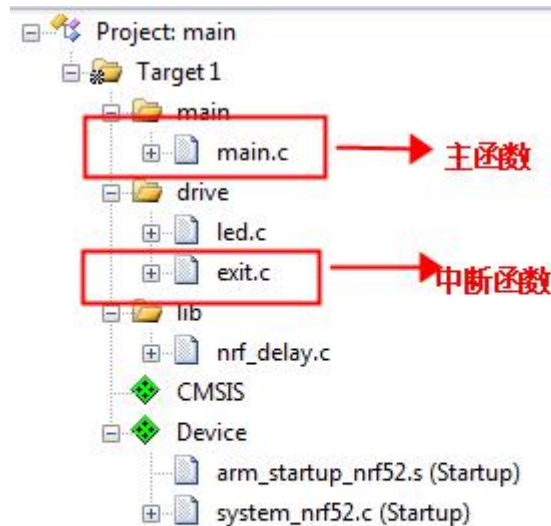 Project: main
Target 1
main
main.c
主函数
drive
led.c
exit.c
中断函数
lib
nrf_delay.c
CMSIS
Device
arm_startup_nrf52.s (Startup)
system_nrf52.c (Startup)